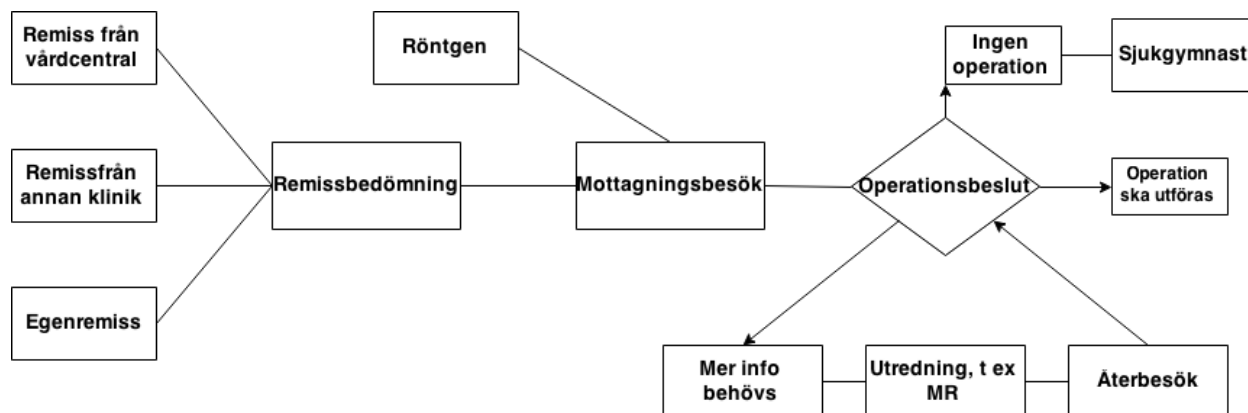 Remiss från
vårdcentral
Röntgen
Ingen
operation
Sjukgymnast
Remissfrån
annan klinik
Remissbedömning
Mottagningsbesök
Operationsbeslut
Operation
ska utföras
Egenremiss
Mer info
behövs
Utredning, t ex
MR
Återbesök